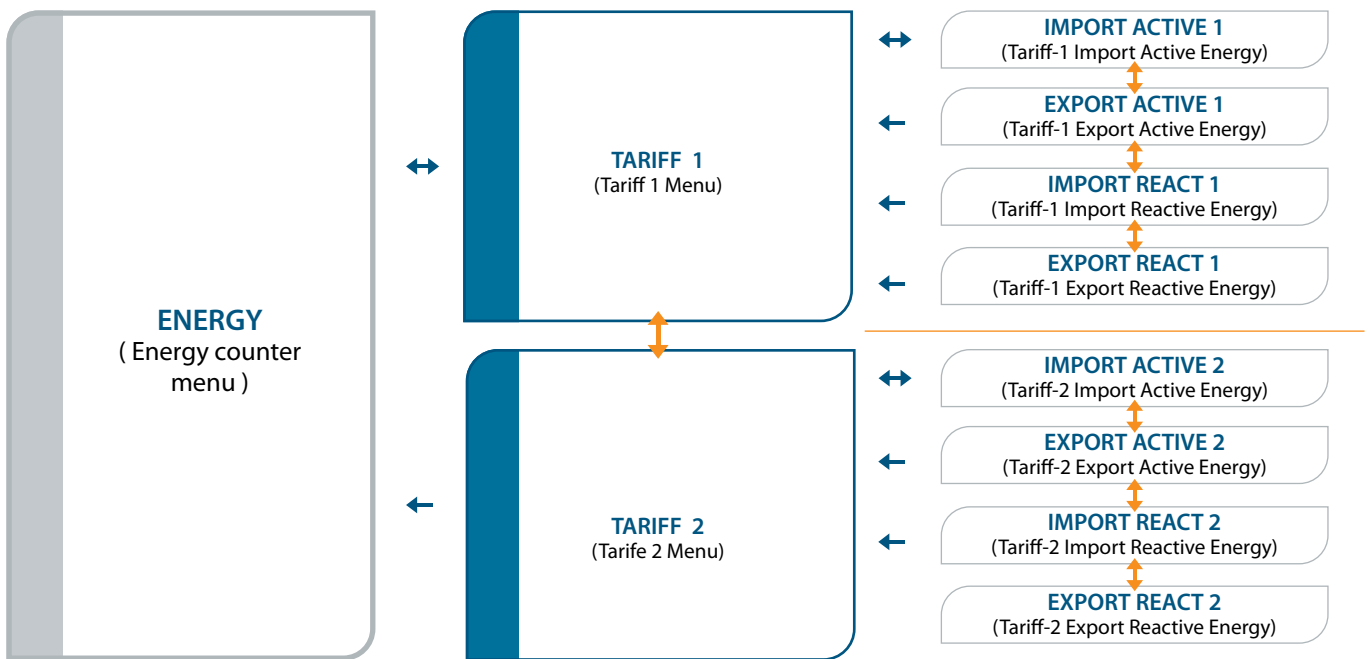 ENERGY
( Energy counter
menu )
TARIFF 1
(Tariff 1 Menu)
IMPORT ACTIVE 1
(Tariff-1 Import Active Energy)
EXPORT ACTIVE 1
(Tariff-1 Export Active Energy)
IMPORT REACT 1
(Tariff-1 Import Reactive Energy)
EXPORT REACT 1
(Tariff-1 Export Reactive Energy)
TARIFF 2
(Tarife 2 Menu)
IMPORT ACTIVE 2
(Tariff-2 Import Active Energy)
EXPORT ACTIVE 2
(Tariff-2 Export Active Energy)
IMPORT REACT 2
(Tariff-2 Import Reactive Energy)
EXPORT REACT 2
(Tariff-2 Export Reactive Energy)